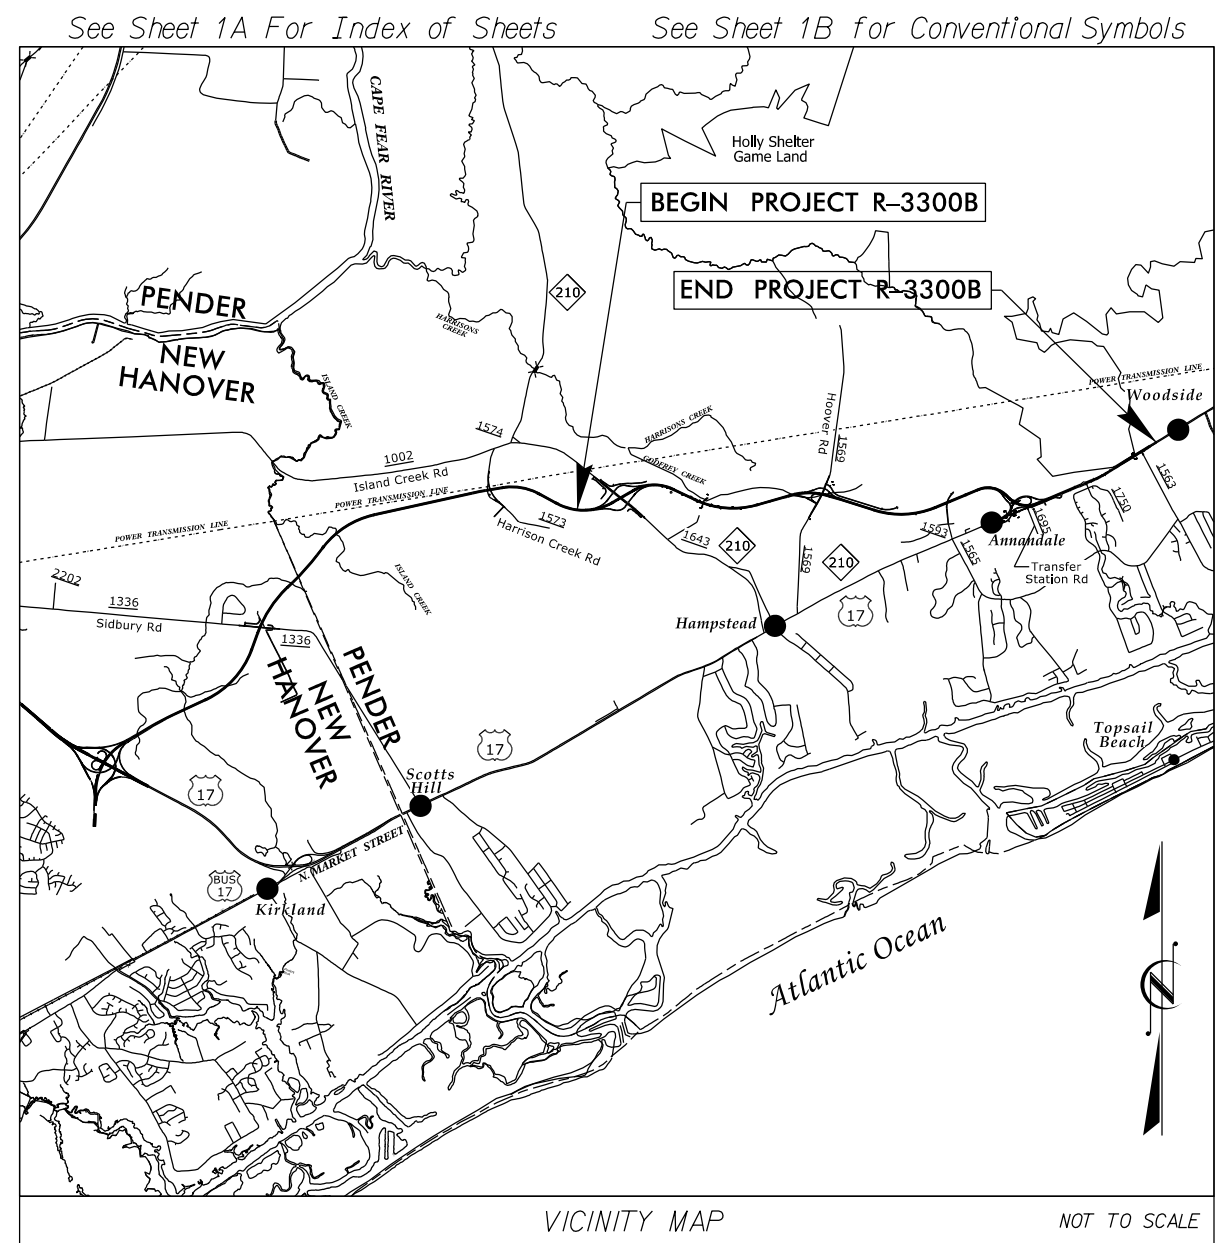 See Sheet 1A For Index of Sheets
See Sheet 1B for Conventional Symbols
CAPE FEAR RIVER
Holly Shelter
Game Land
BEGIN PROJECT R-3300B
END PROJECT R-3300B
210
PENDER
NEW
HANOVER
HARRISONS
CREEK
ISLAND CREEK
POWER TRANSMISSION LINE
Woodside
Hoover Rd
1569
HARRISONS CREEK
GODFREY CREEK
1574
1002
Island Creek Rd
POWER TRANSMISSION LINE
1573
Harrison Creek Rd
POWER TRANSMISSION LINE
1563
1750
1695
1593
Annandale
1565
Transfer
Station Rd
1643
210
1569
210
ISLAND CREEK
2202
1336
Sidbury Rd
1336
Hampstead
17
PENDER
NEW
HANOVER
17
Topsail
Beach
Scotts
Hill
17
N. MARKET STREET
BUS
17
Kirkland
Atlantic Ocean
N
VICINITY MAP
NOT TO SCALE